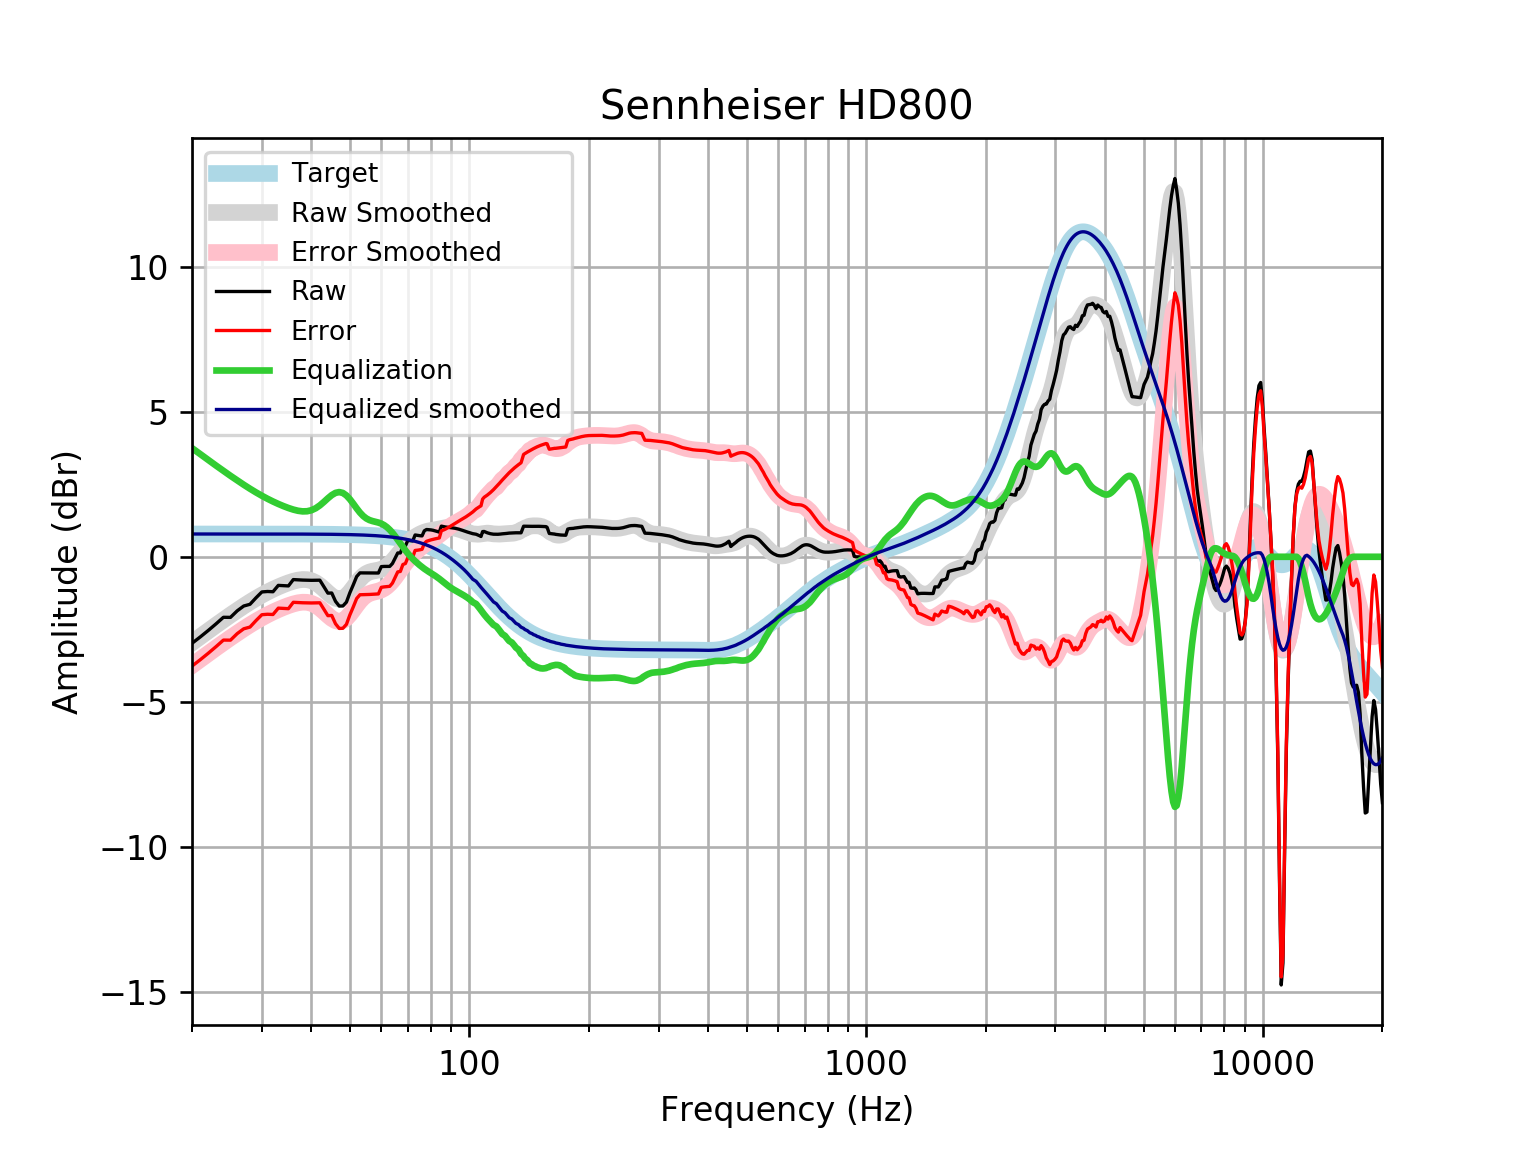 Sennheiser HD800
Target
Raw Smoothed
Error Smoothed
Raw
Error
Equalization
Equalized smoothed
10
5
0
−5
−10
−15
Amplitude (dBr)
100
1000
10000
Frequency (Hz)